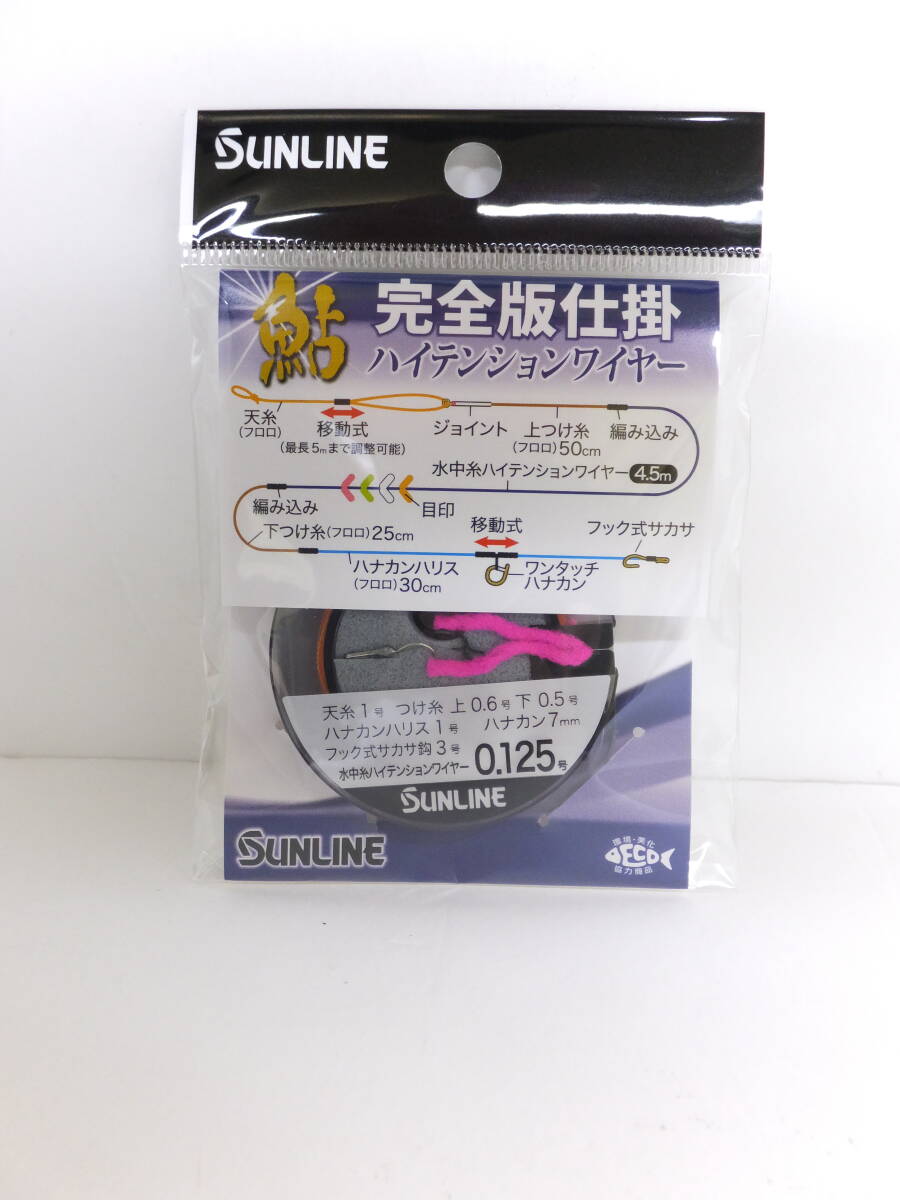 SUNLINE
鮎 完全版仕掛
ハイテンションワイヤー
天糸
(フロロ)
移動式
(最長5mまで調整可能)
ジョイント
上つけ糸
(フロロ)50cm
編み込み
水中糸ハイテンションワイヤー 4.5m
編み込み
目印
下つけ糸(フロロ)25cm
移動式
フック式サカサ
ハナカンハリス
(フロロ)30cm
ワンタッチ
ハナカン
天糸1号 つけ糸 上0.6号 下0.5号
ハナカンハリス1号 ハナカン7mm
フック式サカサ鈎3号
水中糸ハイテンションワイヤー 0.125号
SUNLINE
SUNLINE
環境・美化
ECO
協力商品